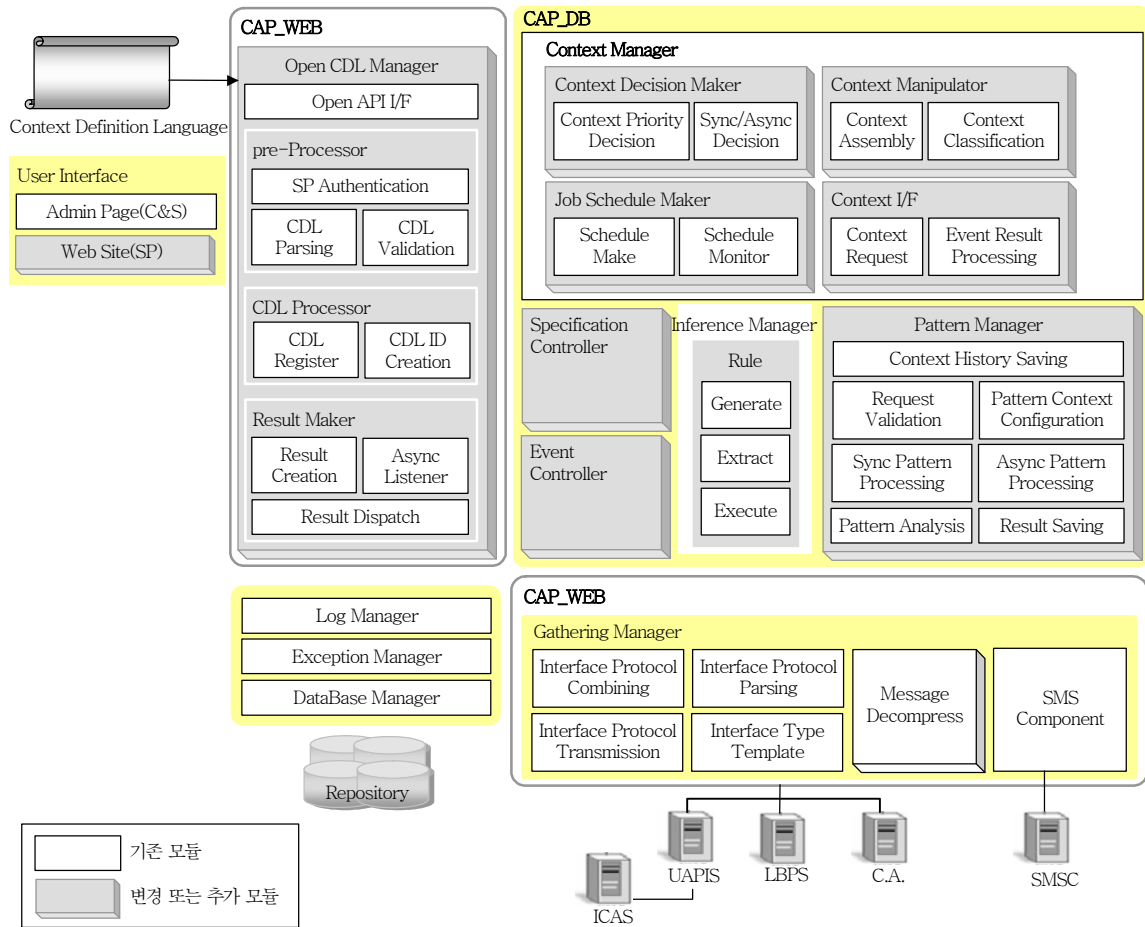 CAP_WEB
Open CDL Manager
Open API I/F
Context Definition Language
pre-Processor
SP Authentication
CDL
Parsing
CDL
Validation
CDL Processor
CDL
Register
CDL ID
Creation
Result Maker
Result
Creation
Async
Listener
Result Dispatch
User Interface
Admin Page(C&S)
Web Site(SP)
CAP_DB
Context Manager
Context Decision Maker
Context Priority
Decision
Sync/Async
Decision
Context Manipulator
Context
Assembly
Context
Classification
Job Schedule Maker
Schedule
Make
Schedule
Monitor
Context I/F
Context
Request
Event Result
Processing
Specification
Controller
Event
Controller
Inference Manager
Rule
Generate
Extract
Execute
Pattern Manager
Context History Saving
Request
Validation
Pattern Context
Configuration
Sync Pattern
Processing
Async Pattern
Processing
Pattern Analysis
Result Saving
Log Manager
Exception Manager
DataBase Manager
Repository
CAP_WEB
Gathering Manager
Interface Protocol
Combining
Interface Protocol
Parsing
Interface Protocol
Transmission
Interface Type
Template
Message
Decompress
SMS
Component
UAPIS
LBPS
C.A.
SMSC
ICAS
기존 모듈
변경 또는 추가 모듈